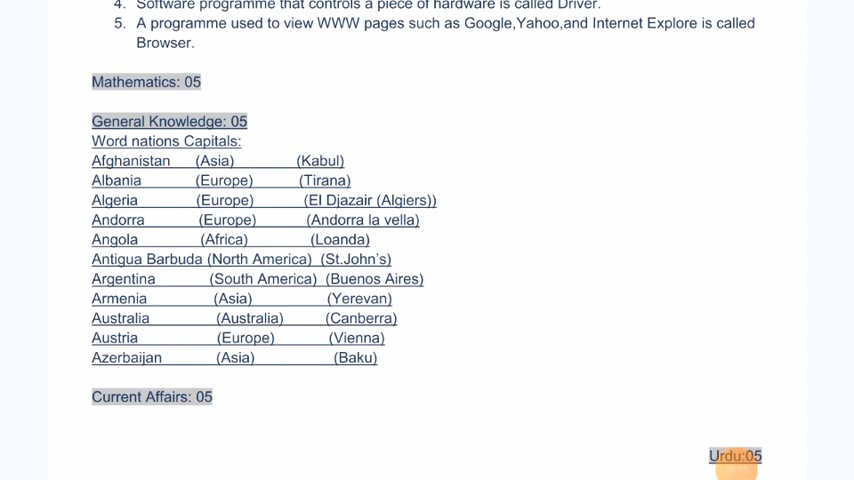 4. Software programme that controls a piece of hardware is called Driver.
5. A programme used to view WWW pages such as Google,Yahoo,and Internet Explore is called
Browser.
Mathematics: 05
General Knowledge: 05
Word nations Capitals:
Afghanistan (Asia) (Kabul)
Albania (Europe) (Tirana)
Algeria (Europe) (El Djazair (Algiers))
Andorra (Europe) (Andorra la vella)
Angola (Africa) (Loanda)
Antigua Barbuda (North America) (St.John's)
Argentina (South America) (Buenos Aires)
Armenia (Asia) (Yerevan)
Australia (Australia) (Canberra)
Austria (Europe) (Vienna)
Azerbaijan (Asia) (Baku)
Current Affairs: 05
Urdu:05